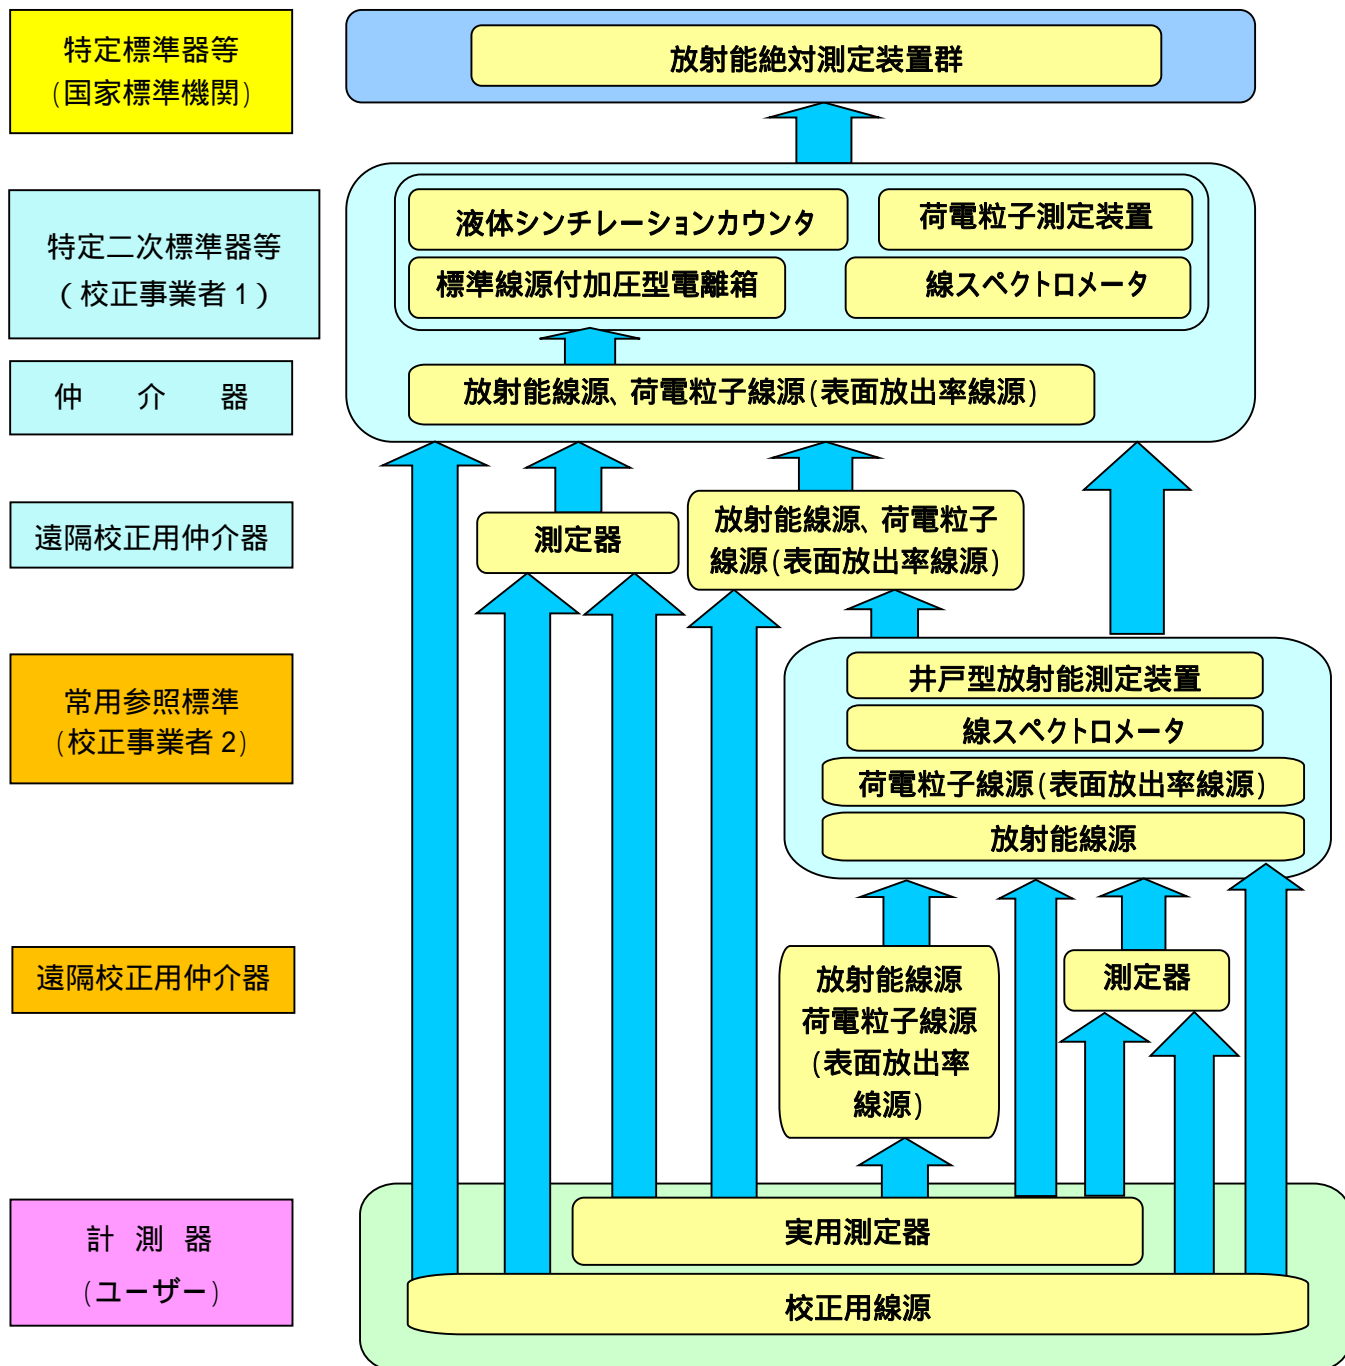 特定標準器等
(国家標準機関)
放射能絶対測定装置群
特定二次標準器等
(校正事業者1)
液体シンチレーションカウンタ
荷電粒子測定装置
標準線源付加圧型電離箱
線スペクトロメータ
仲 介 器
放射能線源、荷電粒子線源(表面放出率線源)
遠隔校正用仲介器
測定器
放射能線源、荷電粒子
線源(表面放出率線源)
常用参照標準
(校正事業者2)
井戸型放射能測定装置
線スペクトロメータ
荷電粒子線源(表面放出率線源)
放射能線源
遠隔校正用仲介器
放射能線源
荷電粒子線源
(表面放出率
線源)
測定器
計 測 器
(ユーザー)
実用測定器
校正用線源